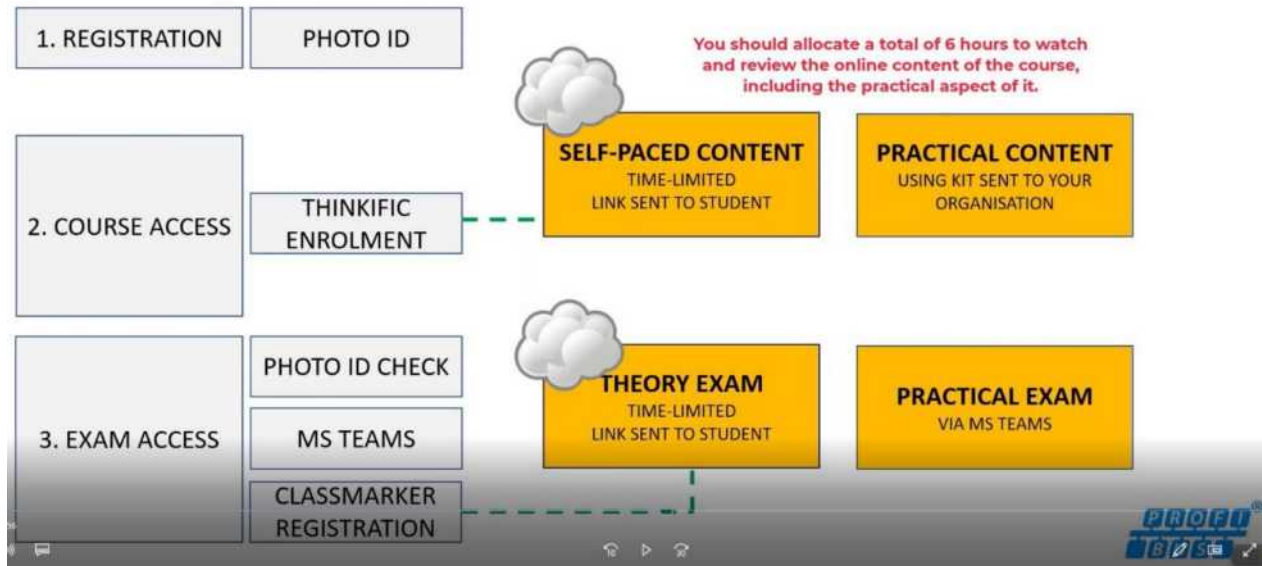 1. REGISTRATION
PHOTO ID
You should allocate a total of 6 hours to watch
and review the online content of the course,
including the practical aspect of it.
2. COURSE ACCESS
THINKIFIC
ENROLMENT
SELF-PACED CONTENT
TIME-LIMITED
LINK SENT TO STUDENT
PRACTICAL CONTENT
USING KIT SENT TO YOUR
ORGANISATION
3. EXAM ACCESS
PHOTO ID CHECK
MS TEAMS
CLASSMARKER
REGISTRATION
THEORY EXAM
TIME-LIMITED
LINK SENT TO STUDENT
PRACTICAL EXAM
VIA MS TEAMS
PROFI
BUS